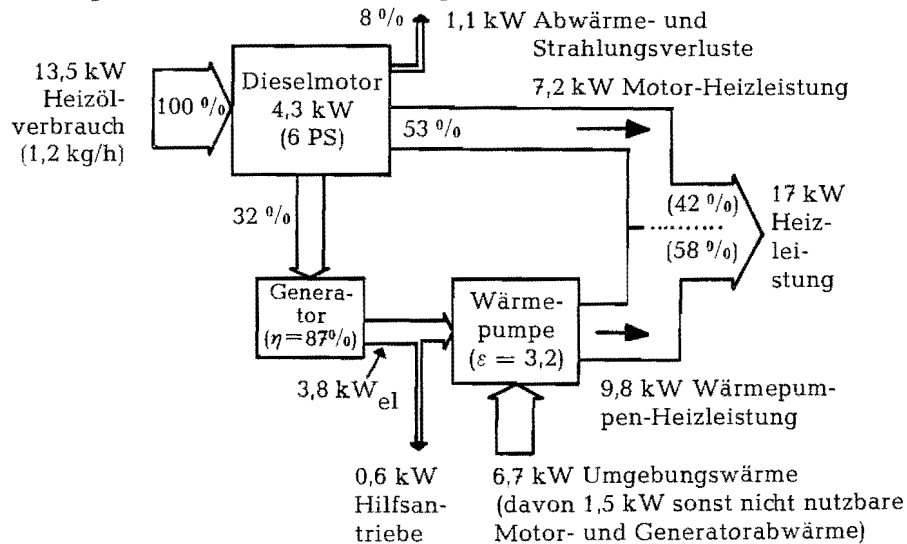 8 %
1,1 kW Abwärme- und
Strahlungsverluste
13,5 kW
Heizöl-
verbrauch
(1,2 kg/h)
100 %
Dieselmotor
4,3 kW
(6 PS)
7,2 kW Motor-Heizleistung
53 %
32 %
(42 %)
(58 %)
17 kW
Heiz-
lei-
stung
Genera-
tor
(η=87%)
Wärme-
pumpe
(ε = 3,2)
3,8 kWel
9,8 kW Wärmepum-
pen-Heizleistung
0,6 kW
Hilfsan-
triebe
6,7 kW Umgebungswärme
(davon 1,5 kW sonst nicht nutzbare
Motor- und Generatorabwärme)